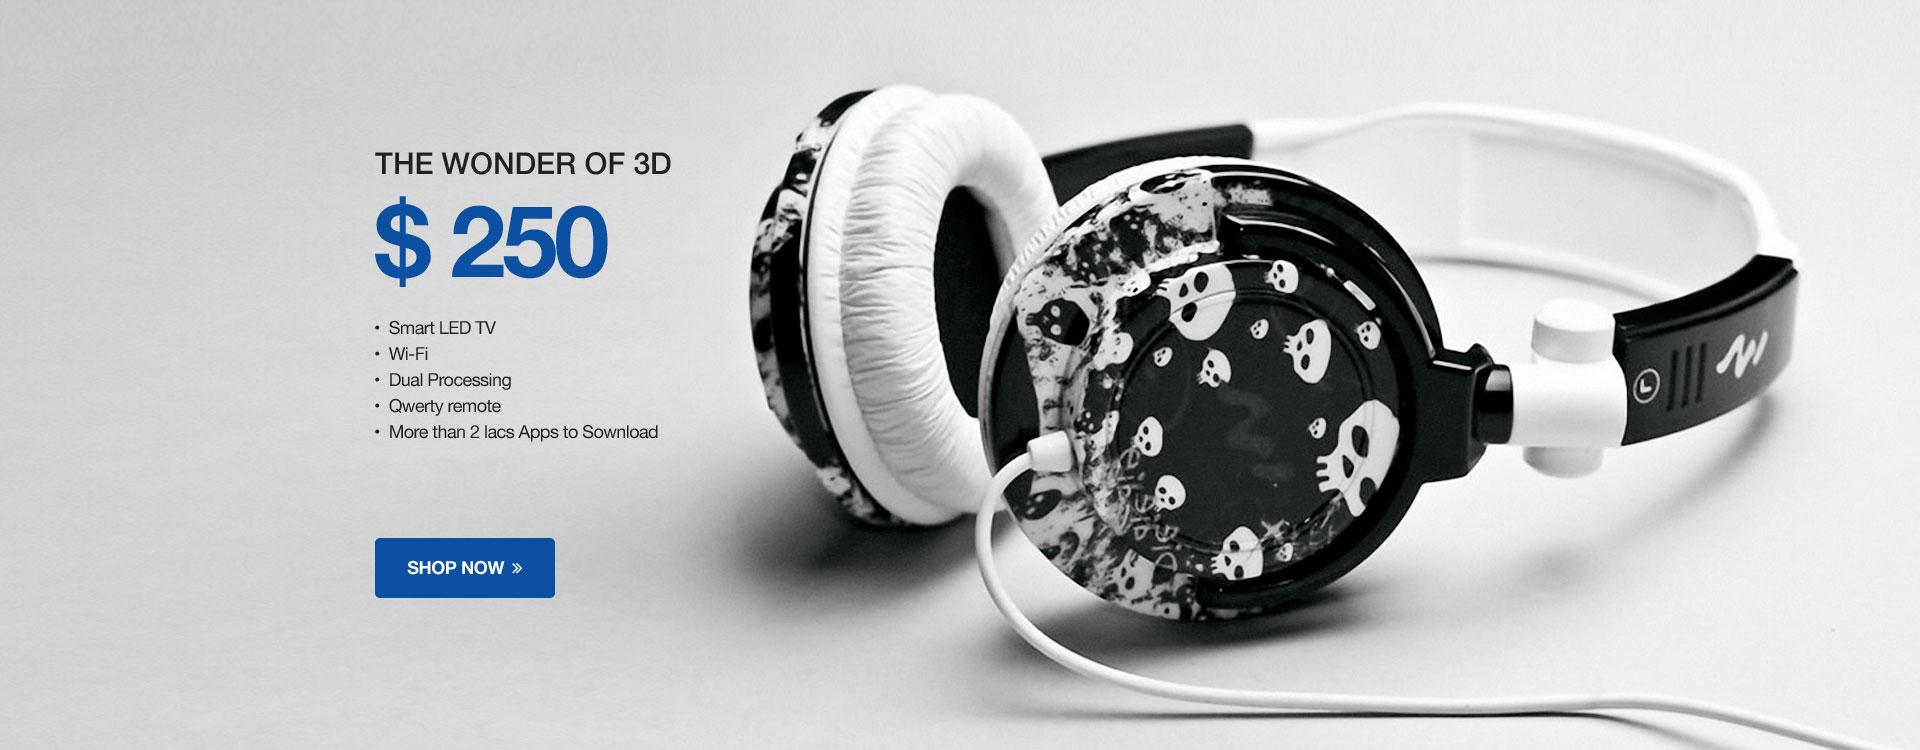 THE WONDER OF 3D
$ 250
• Smart LED TV
• Wi-Fi
• Dual Processing
• Qwerty remote
• More than 2 lacs Apps to Sownload
SHOP NOW »
L